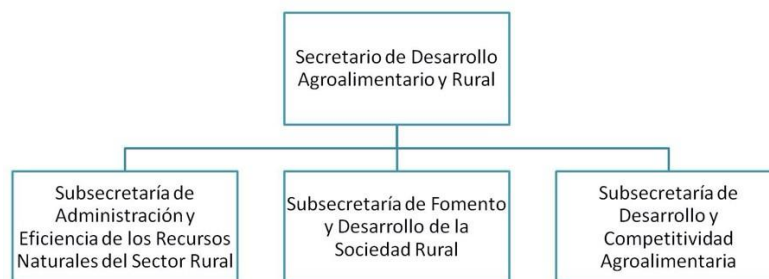 Secretario de Desarrollo
Agroalimentario y Rural
Subsecretaría de
Administración y
Eficiencia de los Recursos
Naturales del Sector Rural
Subsecretaría de Fomento
y Desarrollo de la
Sociedad Rural
Subsecretaría de
Desarrollo y
Competitividad
Agroalimentaria